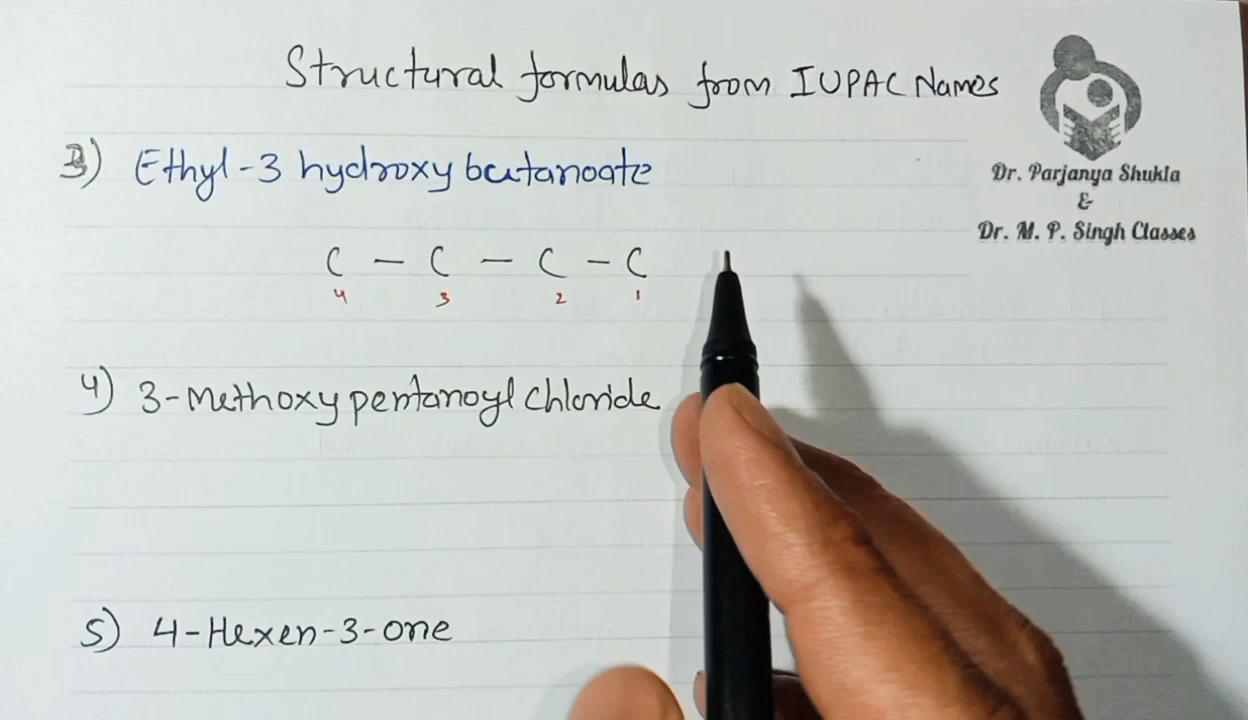 Structural formulas from IUPAC Names
3) Ethyl-3 hydroxy butanoate
C - C - C - C
4 3 2 1
4) 3-Methoxy pentanoyl chloride
5) 4-Hexen-3-one
Dr. Parjanya Shukla
&
Dr. M. P. Singh Classes